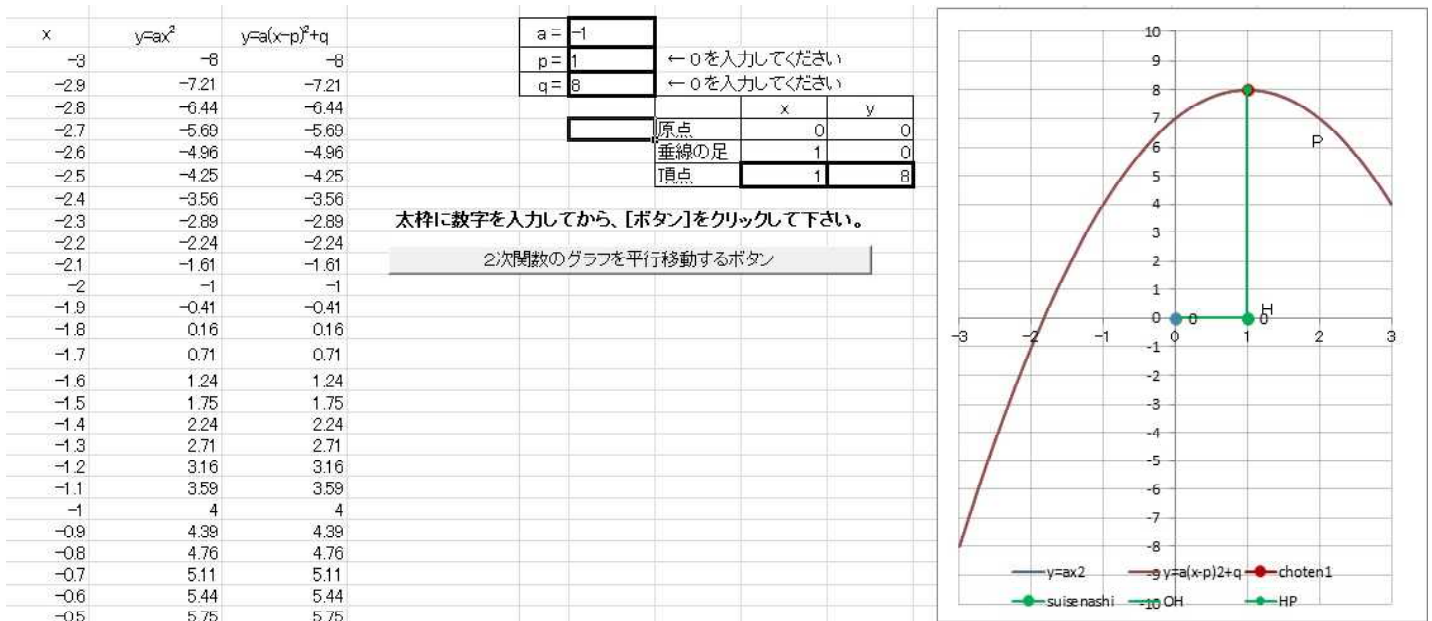 x y=ax² y=a(x-p)²+q
-3 -8 -8
-2.9 -7.21 -7.21
-2.8 -6.44 -6.44
-2.7 -5.69 -5.69
-2.6 -4.96 -4.96
-2.5 -4.25 -4.25
-2.4 -3.56 -3.56
-2.3 -2.89 -2.89
-2.2 -2.24 -2.24
-2.1 -1.61 -1.61
-2 -1 -1
-1.9 -0.41 -0.41
-1.8 0.16 0.16
-1.7 0.71 0.71
-1.6 1.24 1.24
-1.5 1.75 1.75
-1.4 2.24 2.24
-1.3 2.71 2.71
-1.2 3.16 3.16
-1.1 3.59 3.59
-1 4 4
-0.9 4.39 4.39
-0.8 4.76 4.76
-0.7 5.11 5.11
-0.6 5.44 5.44
-0.5 5.75 5.75
a = -1
p = 1 ←0を入力してください
q = 8 ←0を入力してください
x y
原点 0 0
垂線の足 1 0
頂点 1 8
太枠に数字を入力してから、[ボタン]をクリックして下さい。
2次関数のグラフを平行移動するボタン
10
9
8
7
P
6
5
4
3
2
1
H
0 0 0
-3 -2 -1 0 1 2 3
-1
-2
-3
-4
-5
-6
-7
-8
-9
-10
y=ax2 y=a(x-p)2+q choten1
suisenashi OH HP